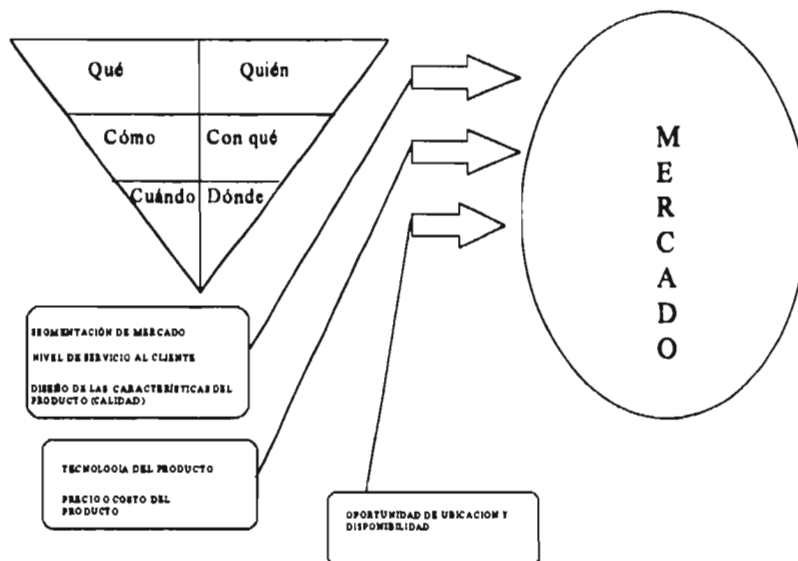 Qué Quién
Cómo Con qué
Cuándo Dónde
M
E
R
C
A
D
O
SEGMENTACIÓN DE MERCADO
NIVEL DE SERVICIO AL CLIENTE
DISEÑO DE LAS CARACTERÍSTICAS DEL
PRODUCTO (CALIDAD)
TECNOLOGÍA DEL PRODUCTO
PRECIO O COSTO DEL
PRODUCTO
OPORTUNIDAD DE UBICACION Y
DISPONIBILIDAD